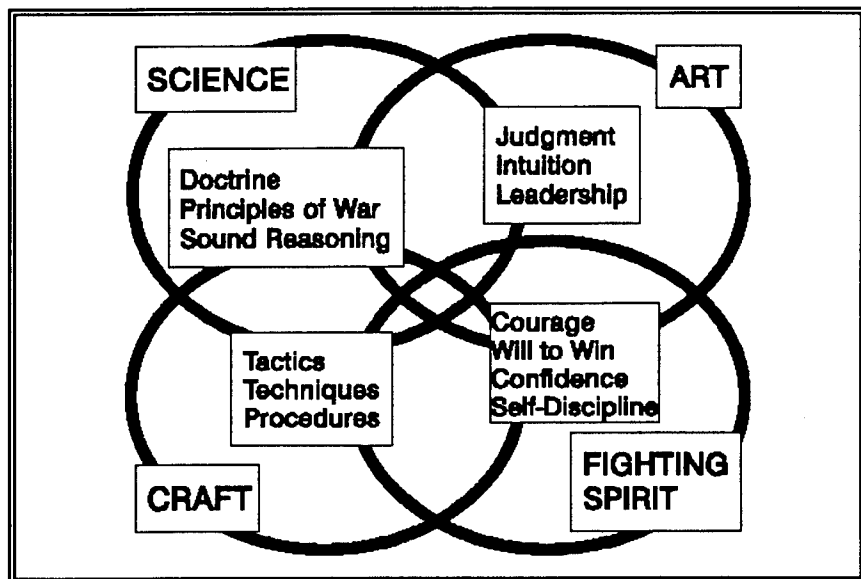 SCIENCE
ART
Judgment
Intuition
Leadership
Doctrine
Principles of War
Sound Reasoning
Tactics
Techniques
Procedures
Courage
Will to Win
Confidence
Self-Discipline
CRAFT
FIGHTING
SPIRIT